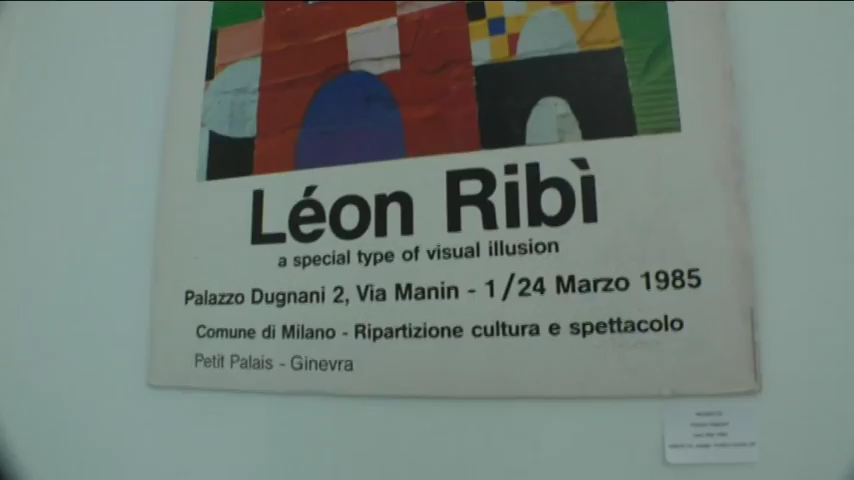 Léon Ribì
a special type of visual illusion
Palazzo Dugnani 2, Via Manin - 1/24 Marzo 1985
Comune di Milano - Ripartizione cultura e spettacolo
Petit Palais - Ginevra